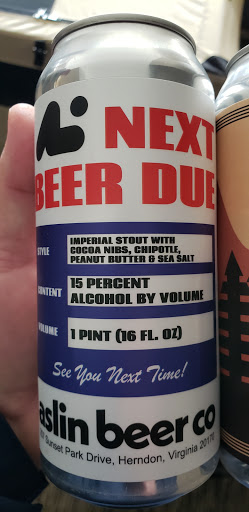 NEXT
BEER DUE
STYLE
IMPERIAL STOUT WITH
COCOA NIBS, CHIPOTLE,
PEANUT BUTTER & SEA SALT
CONTENT
15 PERCENT
ALCOHOL BY VOLUME
VOLUME
1 PINT (16 FL. OZ)
See You Next Time!
aslin beer co
Sunset Park Drive, Herndon, Virginia 20170